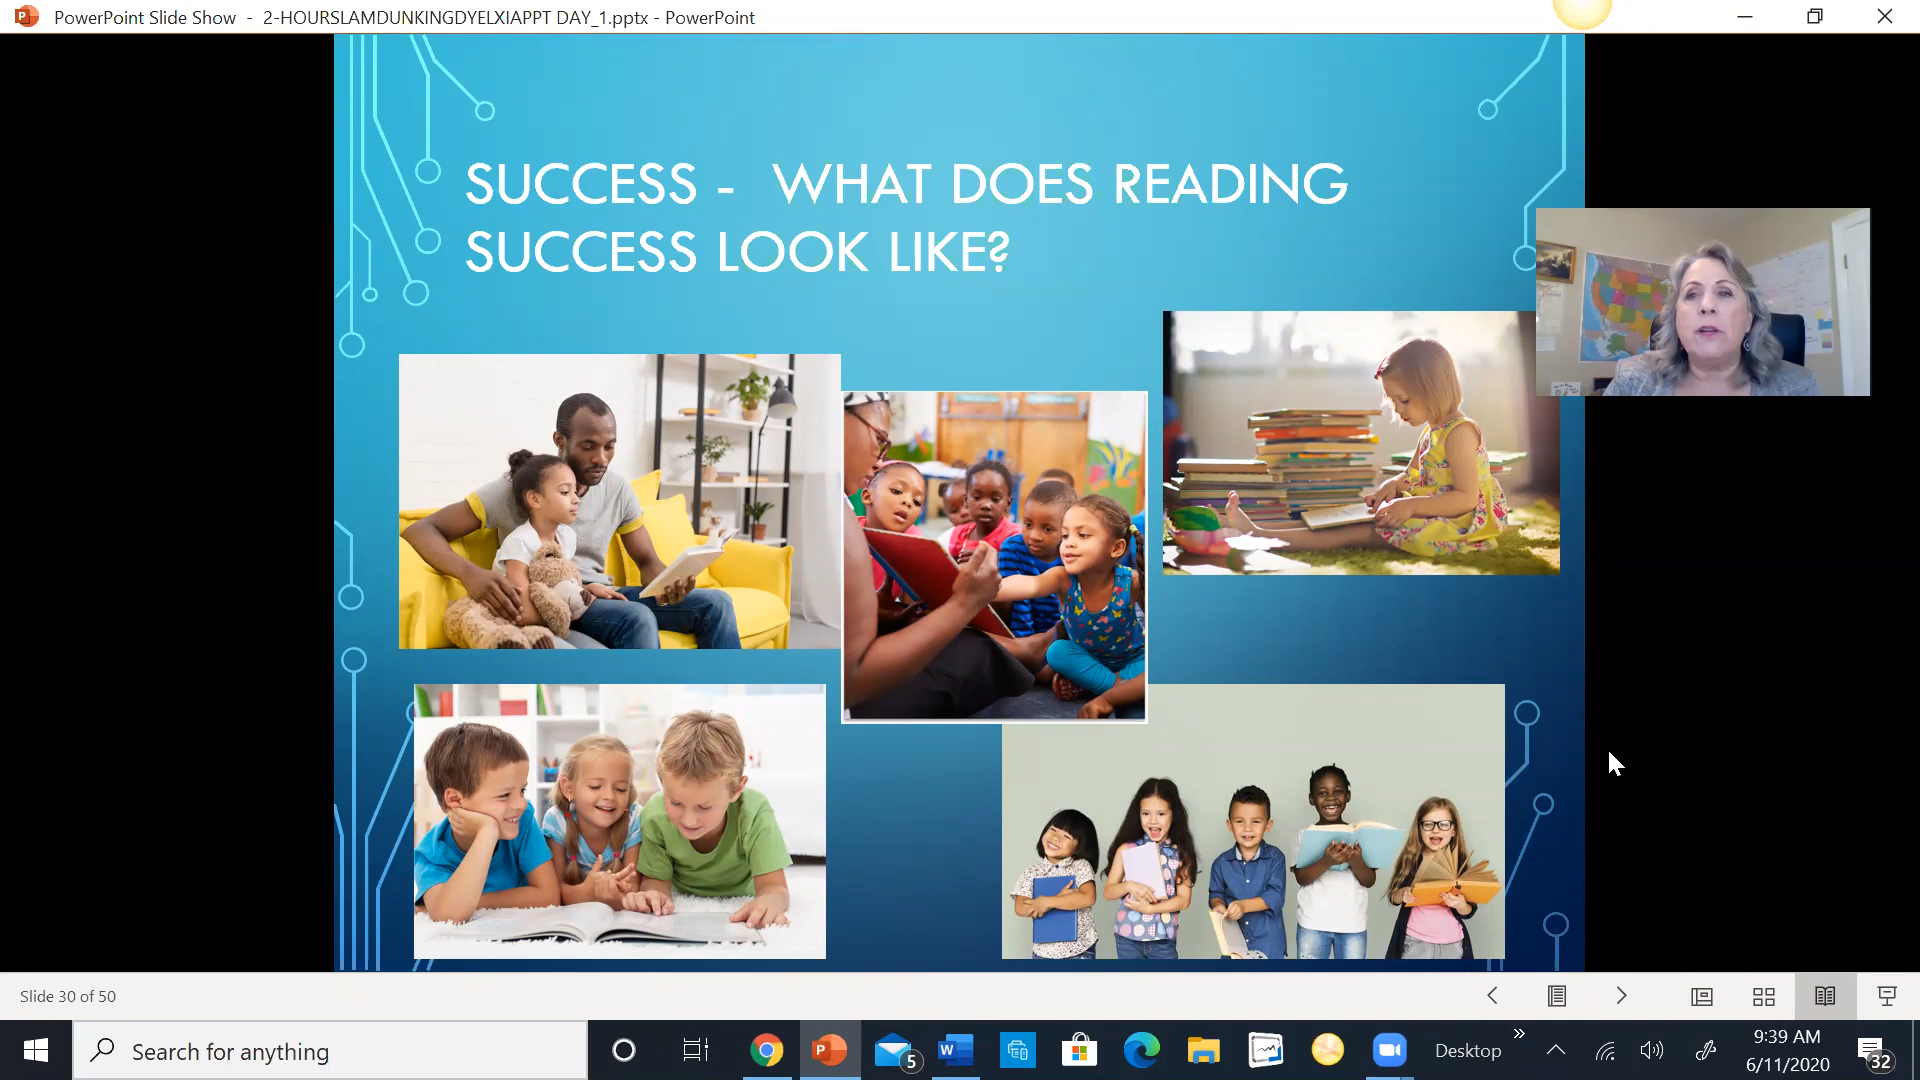 PowerPoint Slide Show - 2-HOURSLAMDUNKINGDYELXIAPPT DAY_1.pptx - PowerPoint
SUCCESS - WHAT DOES READING
SUCCESS LOOK LIKE?
Slide 30 of 50
Search for anything
5
Desktop
9:39 AM
6/11/2020
32